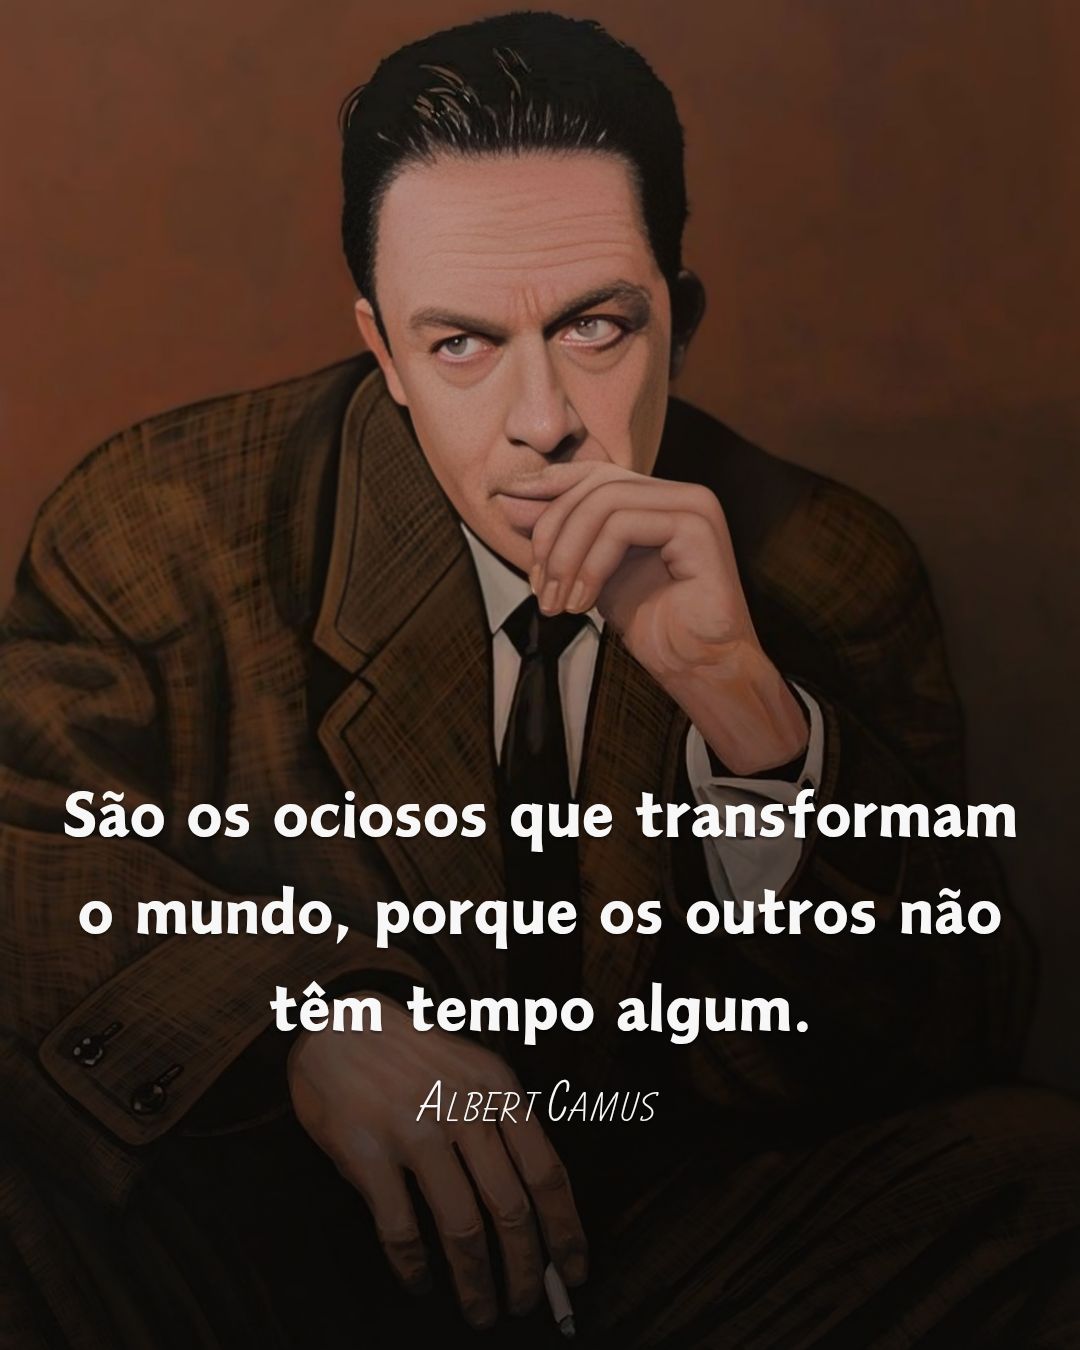 São os ociosos que transformam
o mundo, porque os outros não
têm tempo algum.
Albert Camus